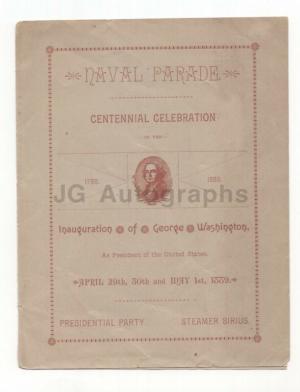 NAVAL PARADE
CENTENNIAL CELEBRATION
OF THE
1789. 1889.
JG Autographs
Inauguration of George Washington,
As President of the United States.
APRIL 29th, 30th and MAY 1st, 1889.
PRESIDENTIAL PARTY. STEAMER SIRIUS.